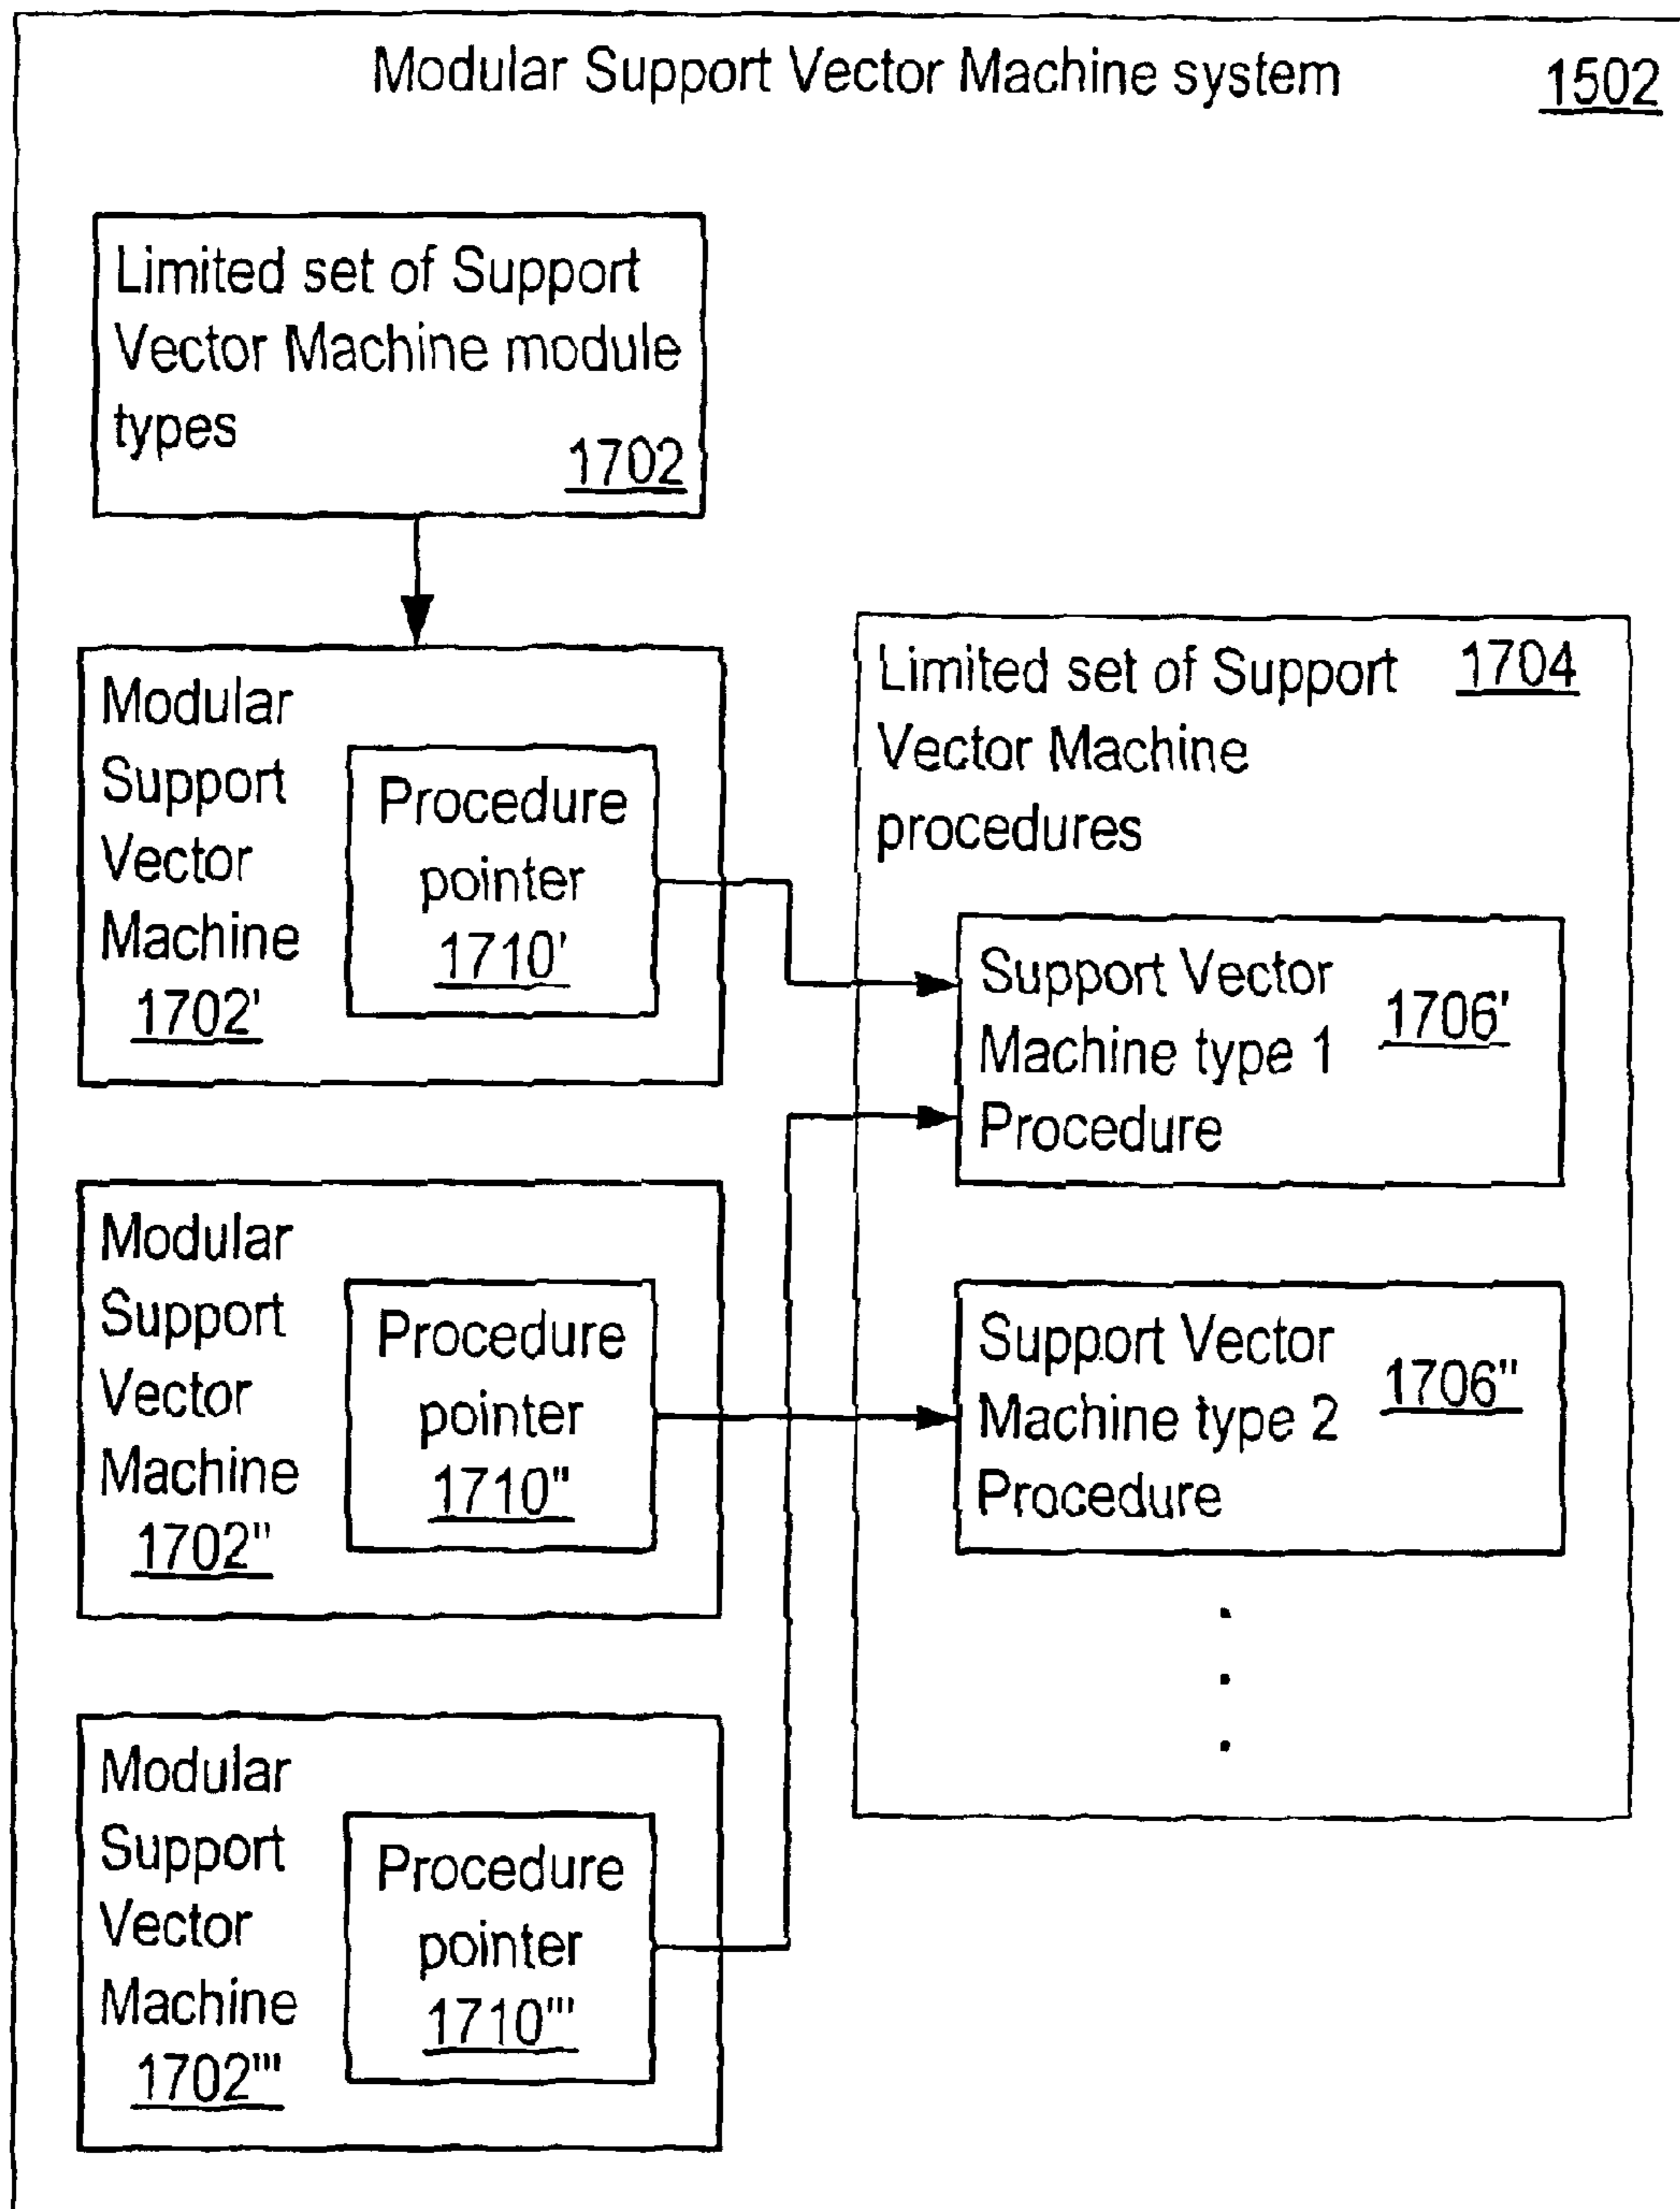 Modular Support Vector Machine system 1502
Limited set of Support
Vector Machine module
types
1702
Modular
Support
Vector
Machine
1702'
Procedure
pointer
1710'
Limited set of Support 1704
Vector Machine
procedures
Support Vector
Machine type 1 1706'
Procedure
Modular
Support
Vector
Machine
1702"
Procedure
pointer
1710"
Support Vector
Machine type 2 1706"
Procedure
.
.
.
Modular
Support
Vector
Machine
1702'"
Procedure
pointer
1710'"